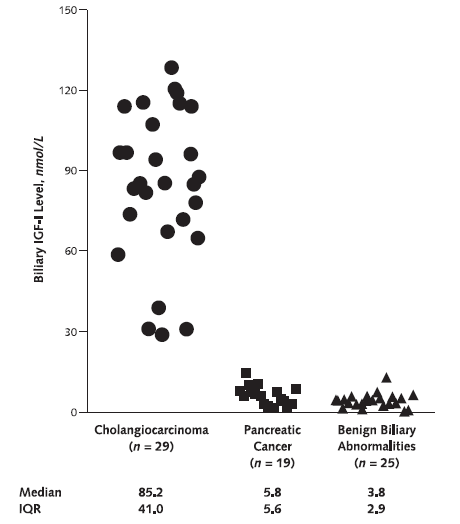 150
120
90
60
30
0
Biliary IGF-I Level, nmol/L
Cholangiocarcinoma
(n = 29)
Pancreatic
Cancer
(n = 19)
Benign Biliary
Abnormalities
(n = 25)
Median 85.2 5.8 3.8
IQR 41.0 5.6 2.9